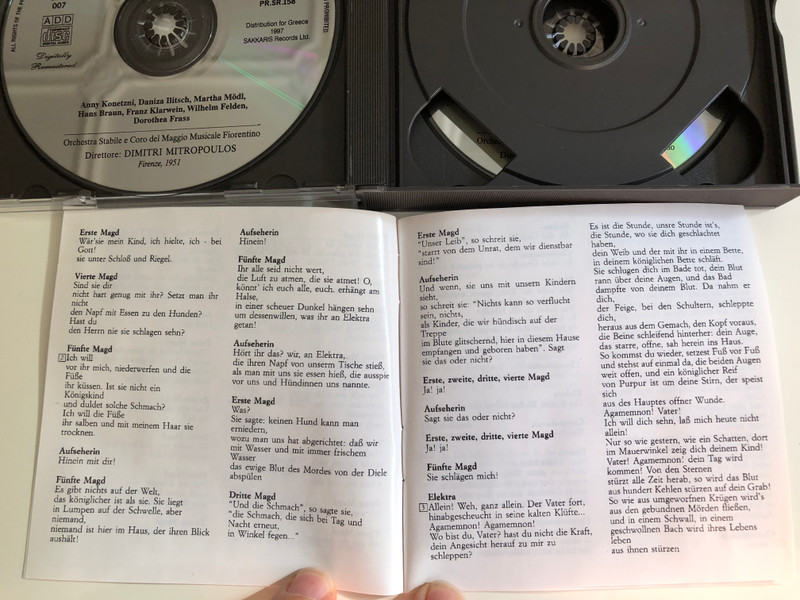 007
PR.SR.158
ALL RIGHTS OF THE
PROHIBITED
ADD
Digitally
Remastered
Distribution for Greece
1997
SAKKARIS Records Ltd.
Anny Konetzni, Daniza Ilitsch, Martha Mödl,
Hans Braun, Franz Klarwein, Wilhelm Felden,
Dorothea Frass
Orchestra Stabile e Coro del Maggio Musicale Fiorentino
Direttore: DIMITRI MITROPOULOS
Firenze, 1951
Erste Magd
Wär'sie mein Kind, ich hielte, ich - bei
Gott!
sie unter Schloß und Riegel.
Vierte Magd
Sind sie dir
nicht hart genug mit ihr? Setzt man ihr
nicht
den Napf mit Essen zu den Hunden?
Hast du
den Herrn nie sie schlagen sehn?
Fünfte Magd
2 Ich will
vor ihr mich, niederwerfen und die
Füße
ihr küssen. Ist sie nicht ein
Königskind
und duldet solche Schmach?
Ich will die Füße
ihr salben und mit meinem Haar sie
trocknen.
Aufseherin
Hinein mit dir!
Fünfte Magd
Es gibt nichts auf der Welt,
das königlicher ist als sie. Sie liegt
in Lumpen auf der Schwelle, aber
niemand,
niemand ist hier im Haus, der ihren Blick
aushält!
Aufseherin
Hinein!
Fünfte Magd
Ihr alle seid nicht wert,
die Luft zu atmen, die sie atmet! O,
könnt' ich euch alle, euch. erhängt am
Halse,
in einer scheuer Dunkel hängen sehn
um dessenwillen, was ihr an Elektra
getan!
Aufseherin
Hört ihr das? wir, an Elektra,
die ihren Napf von unserm Tische stieß,
als man mit uns sie essen hieß, die ausspie
vor uns und Hündinnen uns nannte.
Erste Magd
Was?
Sie sagte: keinen Hund kann man
erniedern,
wozu man uns hat abgerichtet: daß wir
mit Wasser und mit immer frischem
Wasser
das ewige Blut des Mordes von der Diele
abspülen
Dritte Magd
"Und die Schmach", so sagte sie,
"die Schmach, die sich bei Tag und
Nacht erneut,
in Winkel fegen..."
Erste Magd
"Unser Leib", so schreit sie,
"starrt von dem Unrat, dem wir dienstbar
sind!"
Aufseherin
Und wenn, sie uns mit unsern Kindern
sieht,
so schreit sie: "Nichts kann so verflucht
sein, nichts,
als Kinder, die wir hündisch auf der
Treppe
im Blute glitschernd, hier in diesem Hause
empfangen und geboren haben". Sagt
sie das oder nicht?
Erste, zweite, dritte, vierte Magd
Ja! ja!
Aufseherin
Sagt sie das oder nicht?
Erste, zweite, dritte, vierte Magd
Ja! ja!
Fünfte Magd
Sie schlagen mich!
Elektra
3 Allein! Weh, ganz allein. Der Vater fort,
hinabgescheucht in seine kalten Klüfte...
Agamemnon! Agamemnon!
Wo bist du, Vater? hast du nicht die Kraft,
dein Angesicht herauf zu mir zu
schleppen?
Es ist die Stunde, unsre Stunde ist's,
die Stunde, wo sie dich geschlachtet
haben,
dein Weib und der mit ihr in einem Bette,
in deinem königlichen Bette schläft.
Sie schlugen dich im Bade tot, dein Blut
rann über deine Augen, und das Bad
dampfte von deinem Blut. Da nahm er
dich,
der Feige, bei den Schultern, schleppte
dich,
heraus aus dem Gemach, den Kopf voraus,
die Beine schleifend hinterher: dein Auge,
das starre, offne, sah herein ins Haus.
So kommst du wieder, setzest Fuß vor Fuß
und stehst auf einmal da, die beiden Augen
weit offen, und ein königlicher Reif
von Purpur ist um deine Stirn, der speist
sich
aus des Hauptes offner Wunde.
Agamemnon! Vater!
Ich will dich sehn, laß mich heute nicht
allein!
Nur so wie gestern, wie ein Schatten, dort
im Mauerwinkel zeig dich deinem Kind!
Vater! Agamemnon! dein Tag wird
kommen! Von den Sternen
stürzt alle Zeit herab, so wird das Blut
aus hundert Kehlen stürzen auf dein Grab!
So wie aus umgeworfnen Krügen wird's
aus den gebundnen Mörden fließen,
und in einem Schwall, in einem
geschwollnen Bach wird ihres Lebens
leben
aus ihnen stürzen